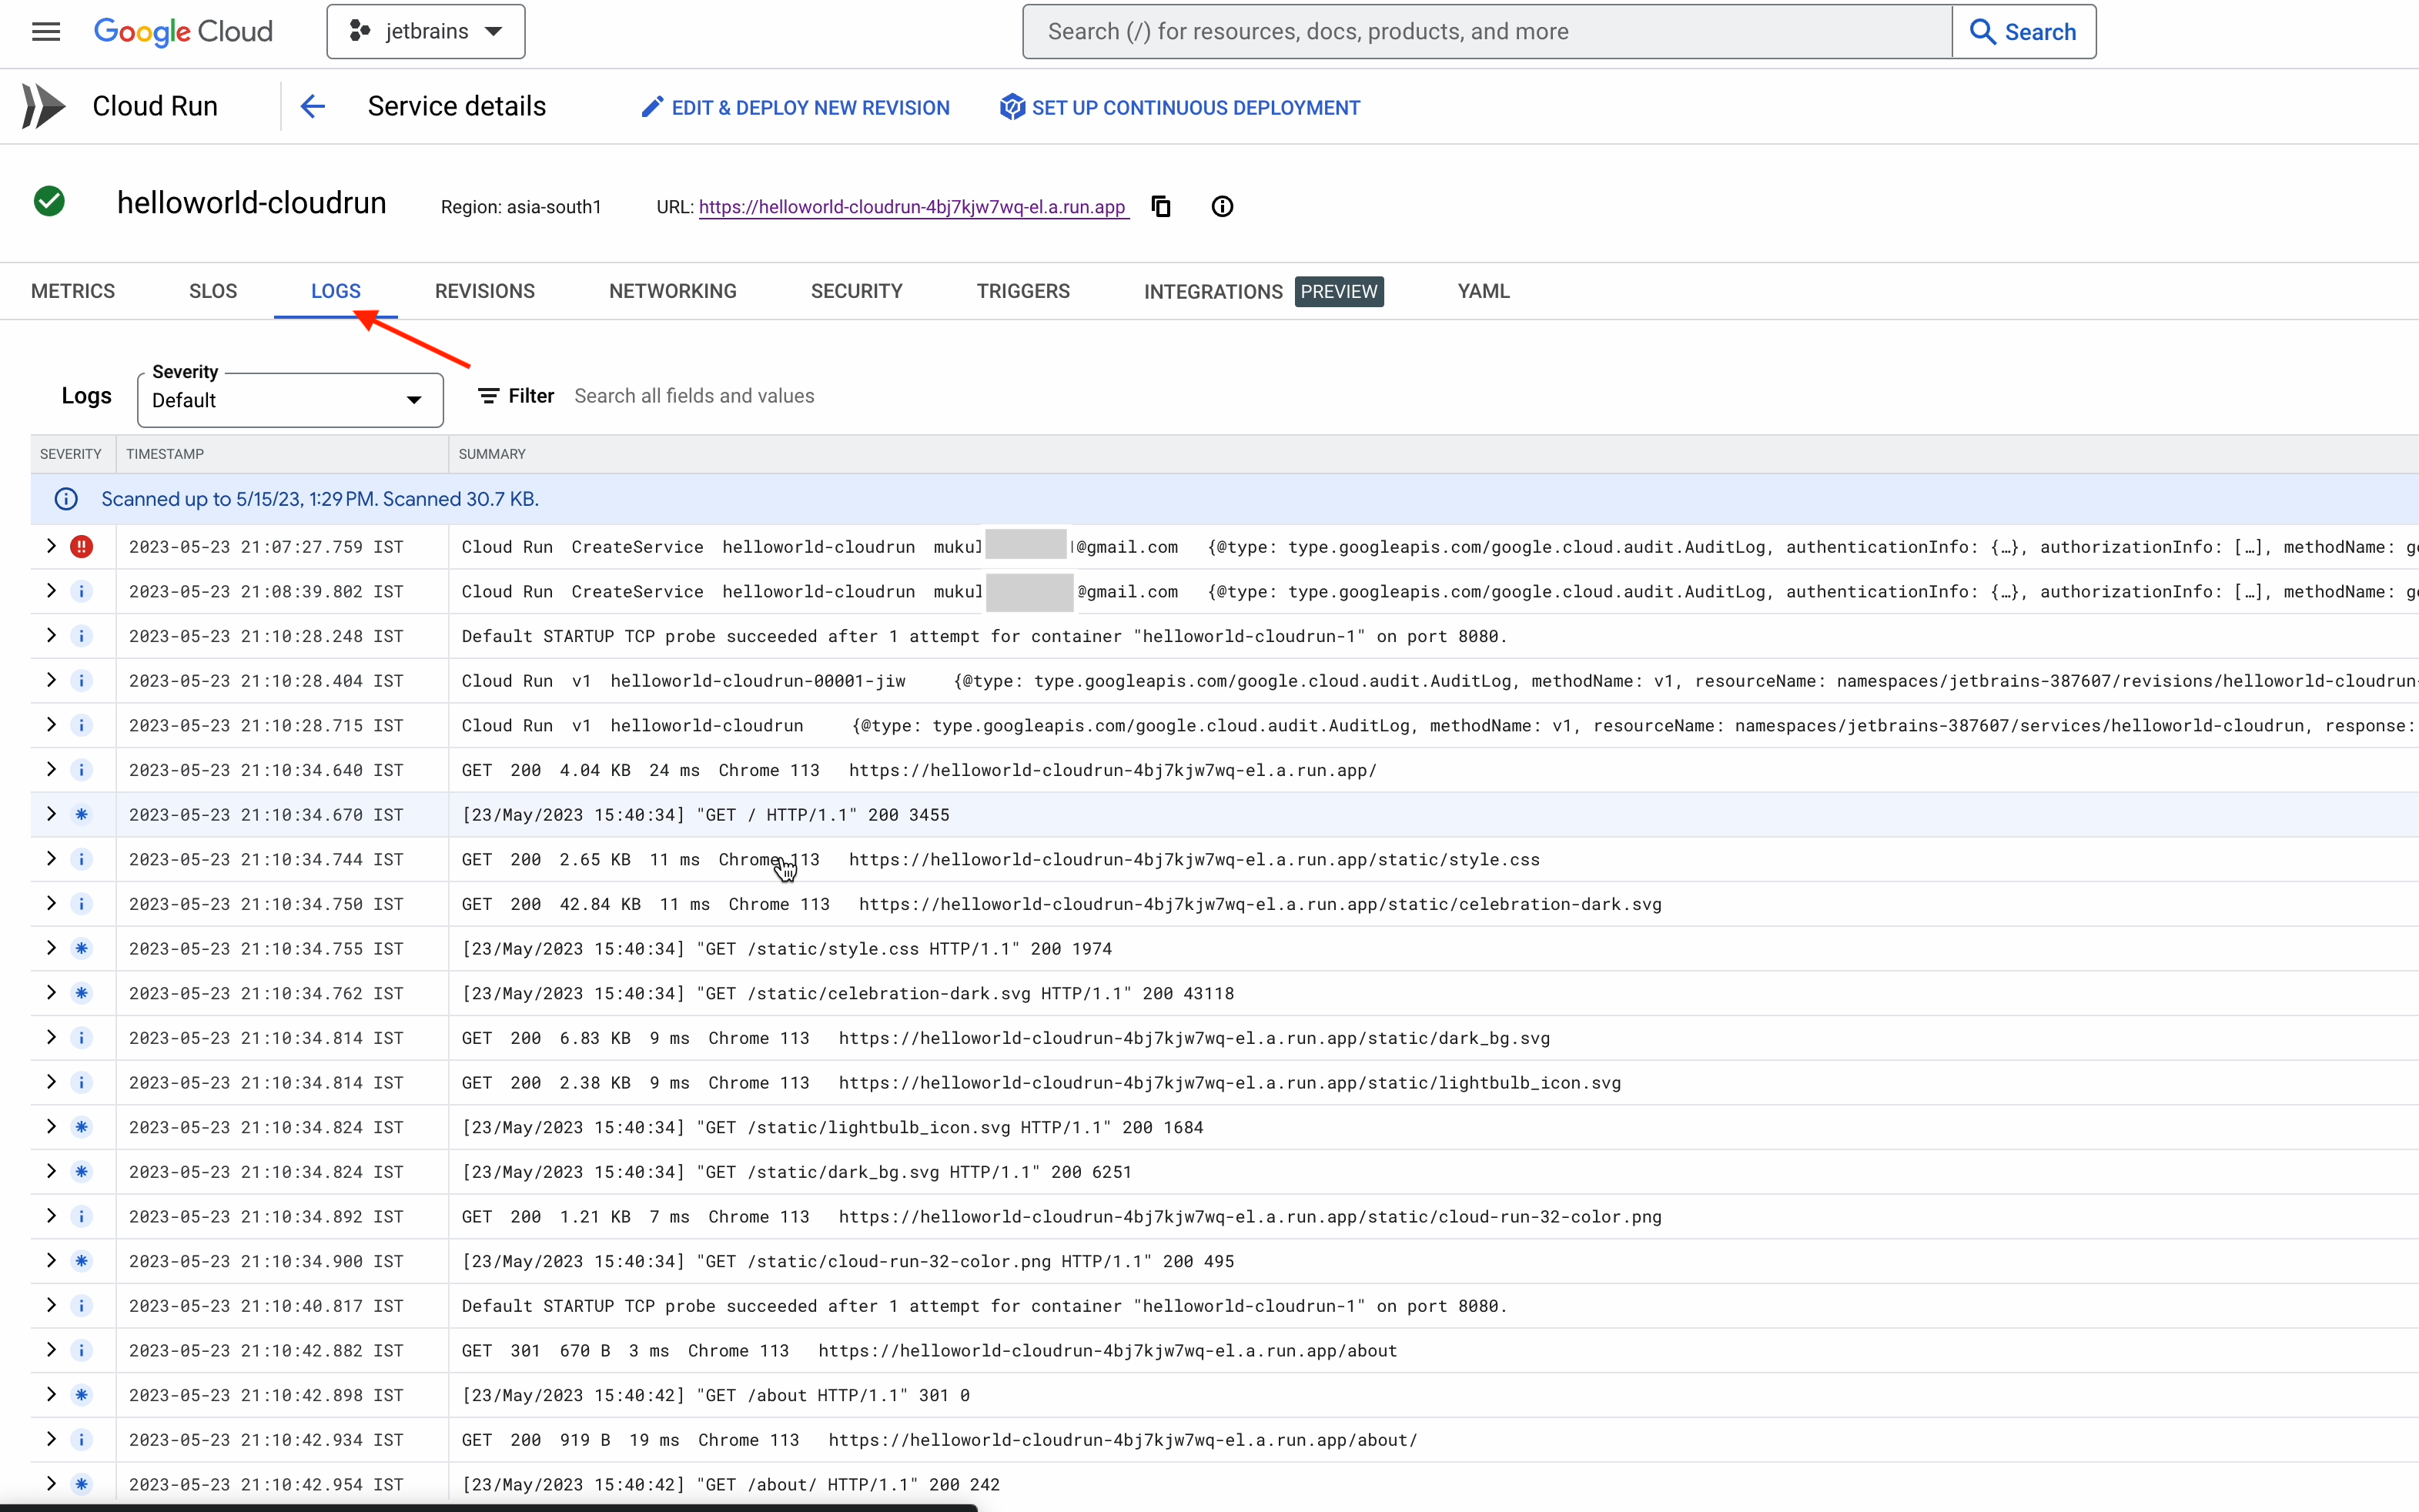 Google Cloud jetbrains Search (/) for resources, docs, products, and more Search
Cloud Run Service details EDIT & DEPLOY NEW REVISION SET UP CONTINUOUS DEPLOYMENT
helloworld-cloudrun Region: asia-south1 URL: https://helloworld-cloudrun-4bj7kjw7wq-el.a.run.app
METRICS SLOS LOGS REVISIONS NETWORKING SECURITY TRIGGERS INTEGRATIONS PREVIEW YAML
Severity
Logs Default Filter Search all fields and values
SEVERITY TIMESTAMP SUMMARY
Scanned up to 5/15/23, 1:29 PM. Scanned 30.7 KB.
2023-05-23 21:07:27.759 IST Cloud Run CreateService helloworld-cloudrun mukul @gmail.com {@type: type.googleapis.com/google.cloud.audit.AuditLog, authenticationInfo: {…}, authorizationInfo: […], methodName:
2023-05-23 21:08:39.802 IST Cloud Run CreateService helloworld-cloudrun mukul @gmail.com {@type: type.googleapis.com/google.cloud.audit.AuditLog, authenticationInfo: {…}, authorizationInfo: […], methodName:
2023-05-23 21:10:28.248 IST Default STARTUP TCP probe succeeded after 1 attempt for container "helloworld-cloudrun-1" on port 8080.
2023-05-23 21:10:28.404 IST Cloud Run v1 helloworld-cloudrun-00001-jiw {@type: type.googleapis.com/google.cloud.audit.AuditLog, methodName: v1, resourceName: namespaces/jetbrains-387607/revisions/helloworld-cloudrun-
2023-05-23 21:10:28.715 IST Cloud Run v1 helloworld-cloudrun {@type: type.googleapis.com/google.cloud.audit.AuditLog, methodName: v1, resourceName: namespaces/jetbrains-387607/services/helloworld-cloudrun, response:
2023-05-23 21:10:34.640 IST GET 200 4.04 KB 24 ms Chrome 113 https://helloworld-cloudrun-4bj7kjw7wq-el.a.run.app/
2023-05-23 21:10:34.670 IST [23/May/2023 15:40:34] "GET / HTTP/1.1" 200 3455
2023-05-23 21:10:34.744 IST GET 200 2.65 KB 11 ms Chrome 113 https://helloworld-cloudrun-4bj7kjw7wq-el.a.run.app/static/style.css
2023-05-23 21:10:34.750 IST GET 200 42.84 KB 11 ms Chrome 113 https://helloworld-cloudrun-4bj7kjw7wq-el.a.run.app/static/celebration-dark.svg
2023-05-23 21:10:34.755 IST [23/May/2023 15:40:34] "GET /static/style.css HTTP/1.1" 200 1974
2023-05-23 21:10:34.762 IST [23/May/2023 15:40:34] "GET /static/celebration-dark.svg HTTP/1.1" 200 43118
2023-05-23 21:10:34.814 IST GET 200 6.83 KB 9 ms Chrome 113 https://helloworld-cloudrun-4bj7kjw7wq-el.a.run.app/static/dark_bg.svg
2023-05-23 21:10:34.814 IST GET 200 2.38 KB 9 ms Chrome 113 https://helloworld-cloudrun-4bj7kjw7wq-el.a.run.app/static/lightbulb_icon.svg
2023-05-23 21:10:34.824 IST [23/May/2023 15:40:34] "GET /static/lightbulb_icon.svg HTTP/1.1" 200 1684
2023-05-23 21:10:34.824 IST [23/May/2023 15:40:34] "GET /static/dark_bg.svg HTTP/1.1" 200 6251
2023-05-23 21:10:34.892 IST GET 200 1.21 KB 7 ms Chrome 113 https://helloworld-cloudrun-4bj7kjw7wq-el.a.run.app/static/cloud-run-32-color.png
2023-05-23 21:10:34.900 IST [23/May/2023 15:40:34] "GET /static/cloud-run-32-color.png HTTP/1.1" 200 495
2023-05-23 21:10:40.817 IST Default STARTUP TCP probe succeeded after 1 attempt for container "helloworld-cloudrun-1" on port 8080.
2023-05-23 21:10:42.882 IST GET 301 670 B 3 ms Chrome 113 https://helloworld-cloudrun-4bj7kjw7wq-el.a.run.app/about
2023-05-23 21:10:42.898 IST [23/May/2023 15:40:42] "GET /about HTTP/1.1" 301 0
2023-05-23 21:10:42.934 IST GET 200 919 B 19 ms Chrome 113 https://helloworld-cloudrun-4bj7kjw7wq-el.a.run.app/about/
2023-05-23 21:10:42.954 IST [23/May/2023 15:40:42] "GET /about/ HTTP/1.1" 200 242